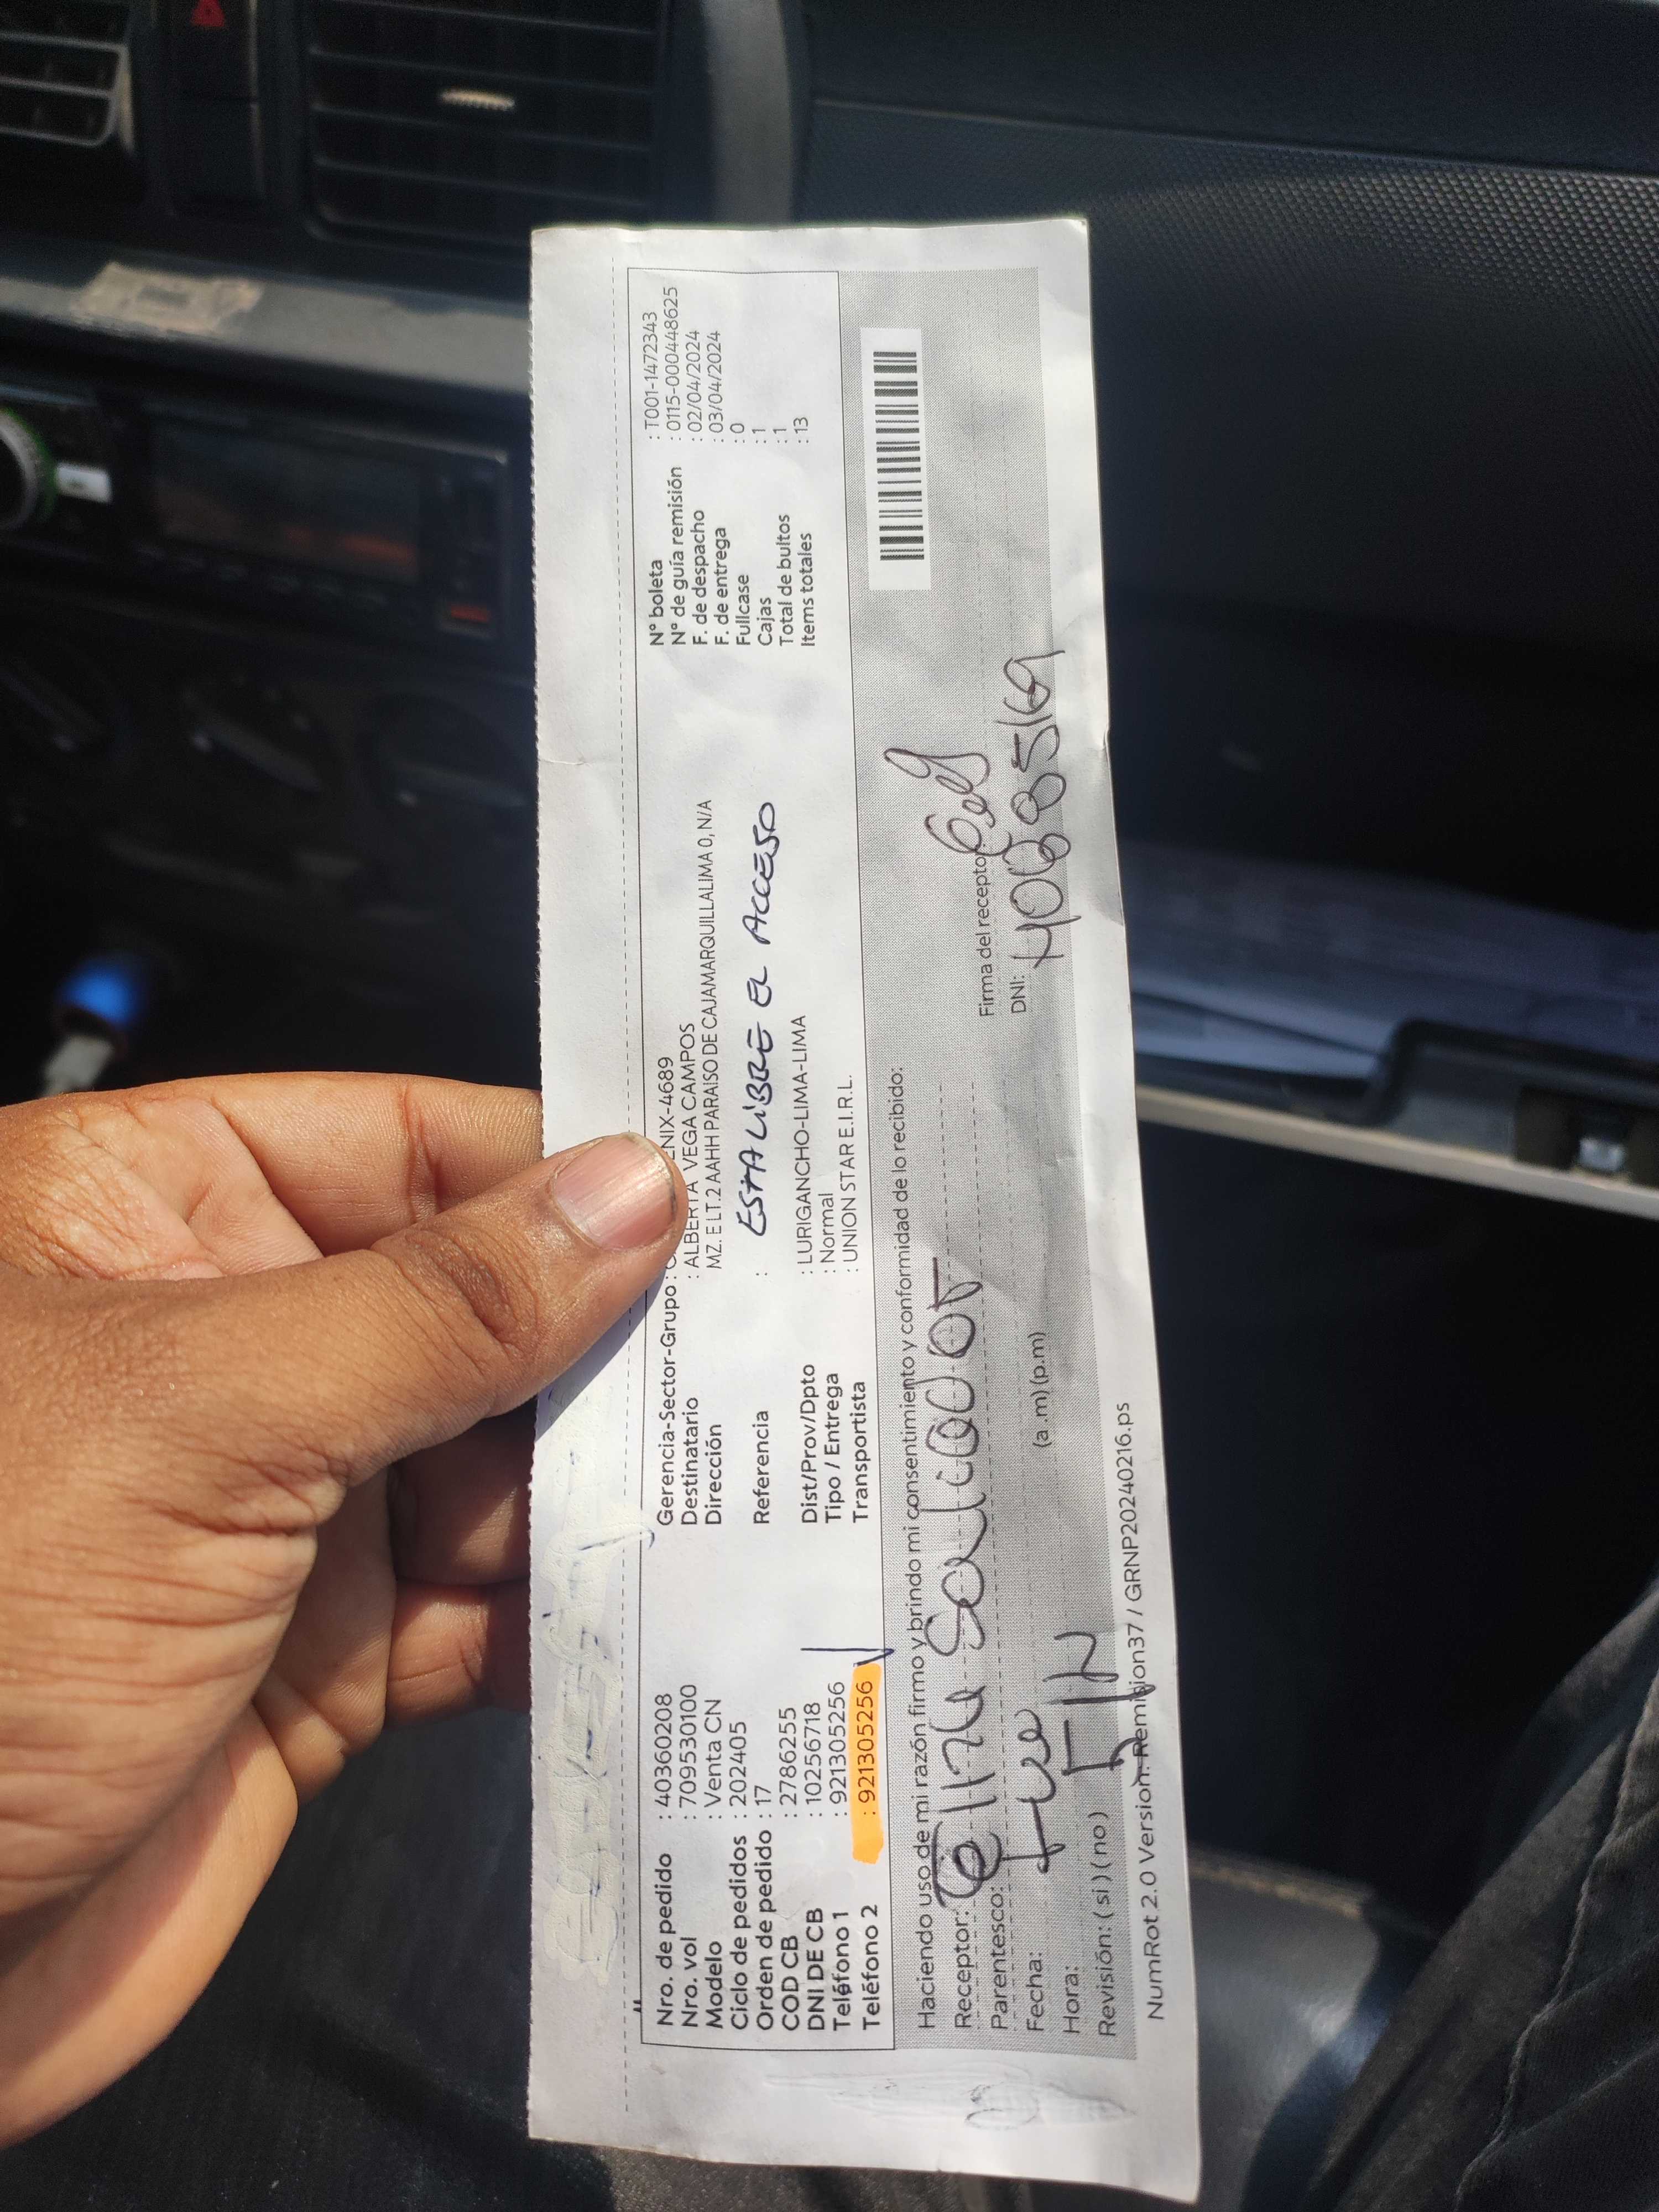 Nro. de pedido : 40360208
Nro. vol : 709530100
Modelo : Venta CN
Ciclo de pedidos : 202405
Orden de pedido : 17
COD CB : 2786255
DNI DE CB : 10256718
Teléfono 1 : 921305256
Teléfono 2 : 921305256
Gerencia-Sector-Grupo : ENIX-4689
Destinatario : ALBERTA VEGA CAMPOS
Dirección MZ. E LT.2 AAHH PARAISO DE CAJAMARQUILLALIMA 0, N/A
Referencia : ESTA LIBRE EL ACCESO
Dist/Prov/Dpto : LURIGANCHO-LIMA-LIMA
Tipo / Entrega : Normal
Transportista : UNION STAR E.I.R.L.
N° boleta : T001-1472343
N° de guía remisión : 0115-000448625
F. de despacho : 02/04/2024
F. de entrega : 03/04/2024
Fullcase : 0
Cajas : 1
Total de bultos : 1
Items totales : 13
Haciendo uso de mi razón firmo y brindo mi consentimiento y conformidad de lo recibido:
Receptor: Salvador
Parentesco:
Fecha:
Hora: (a.m) (p.m)
Revisión: ( si ) ( no )
Firma del receptor:
DNI: 40685169
NumRot 2.0 Version: Remision37 / GRNP20240216.ps